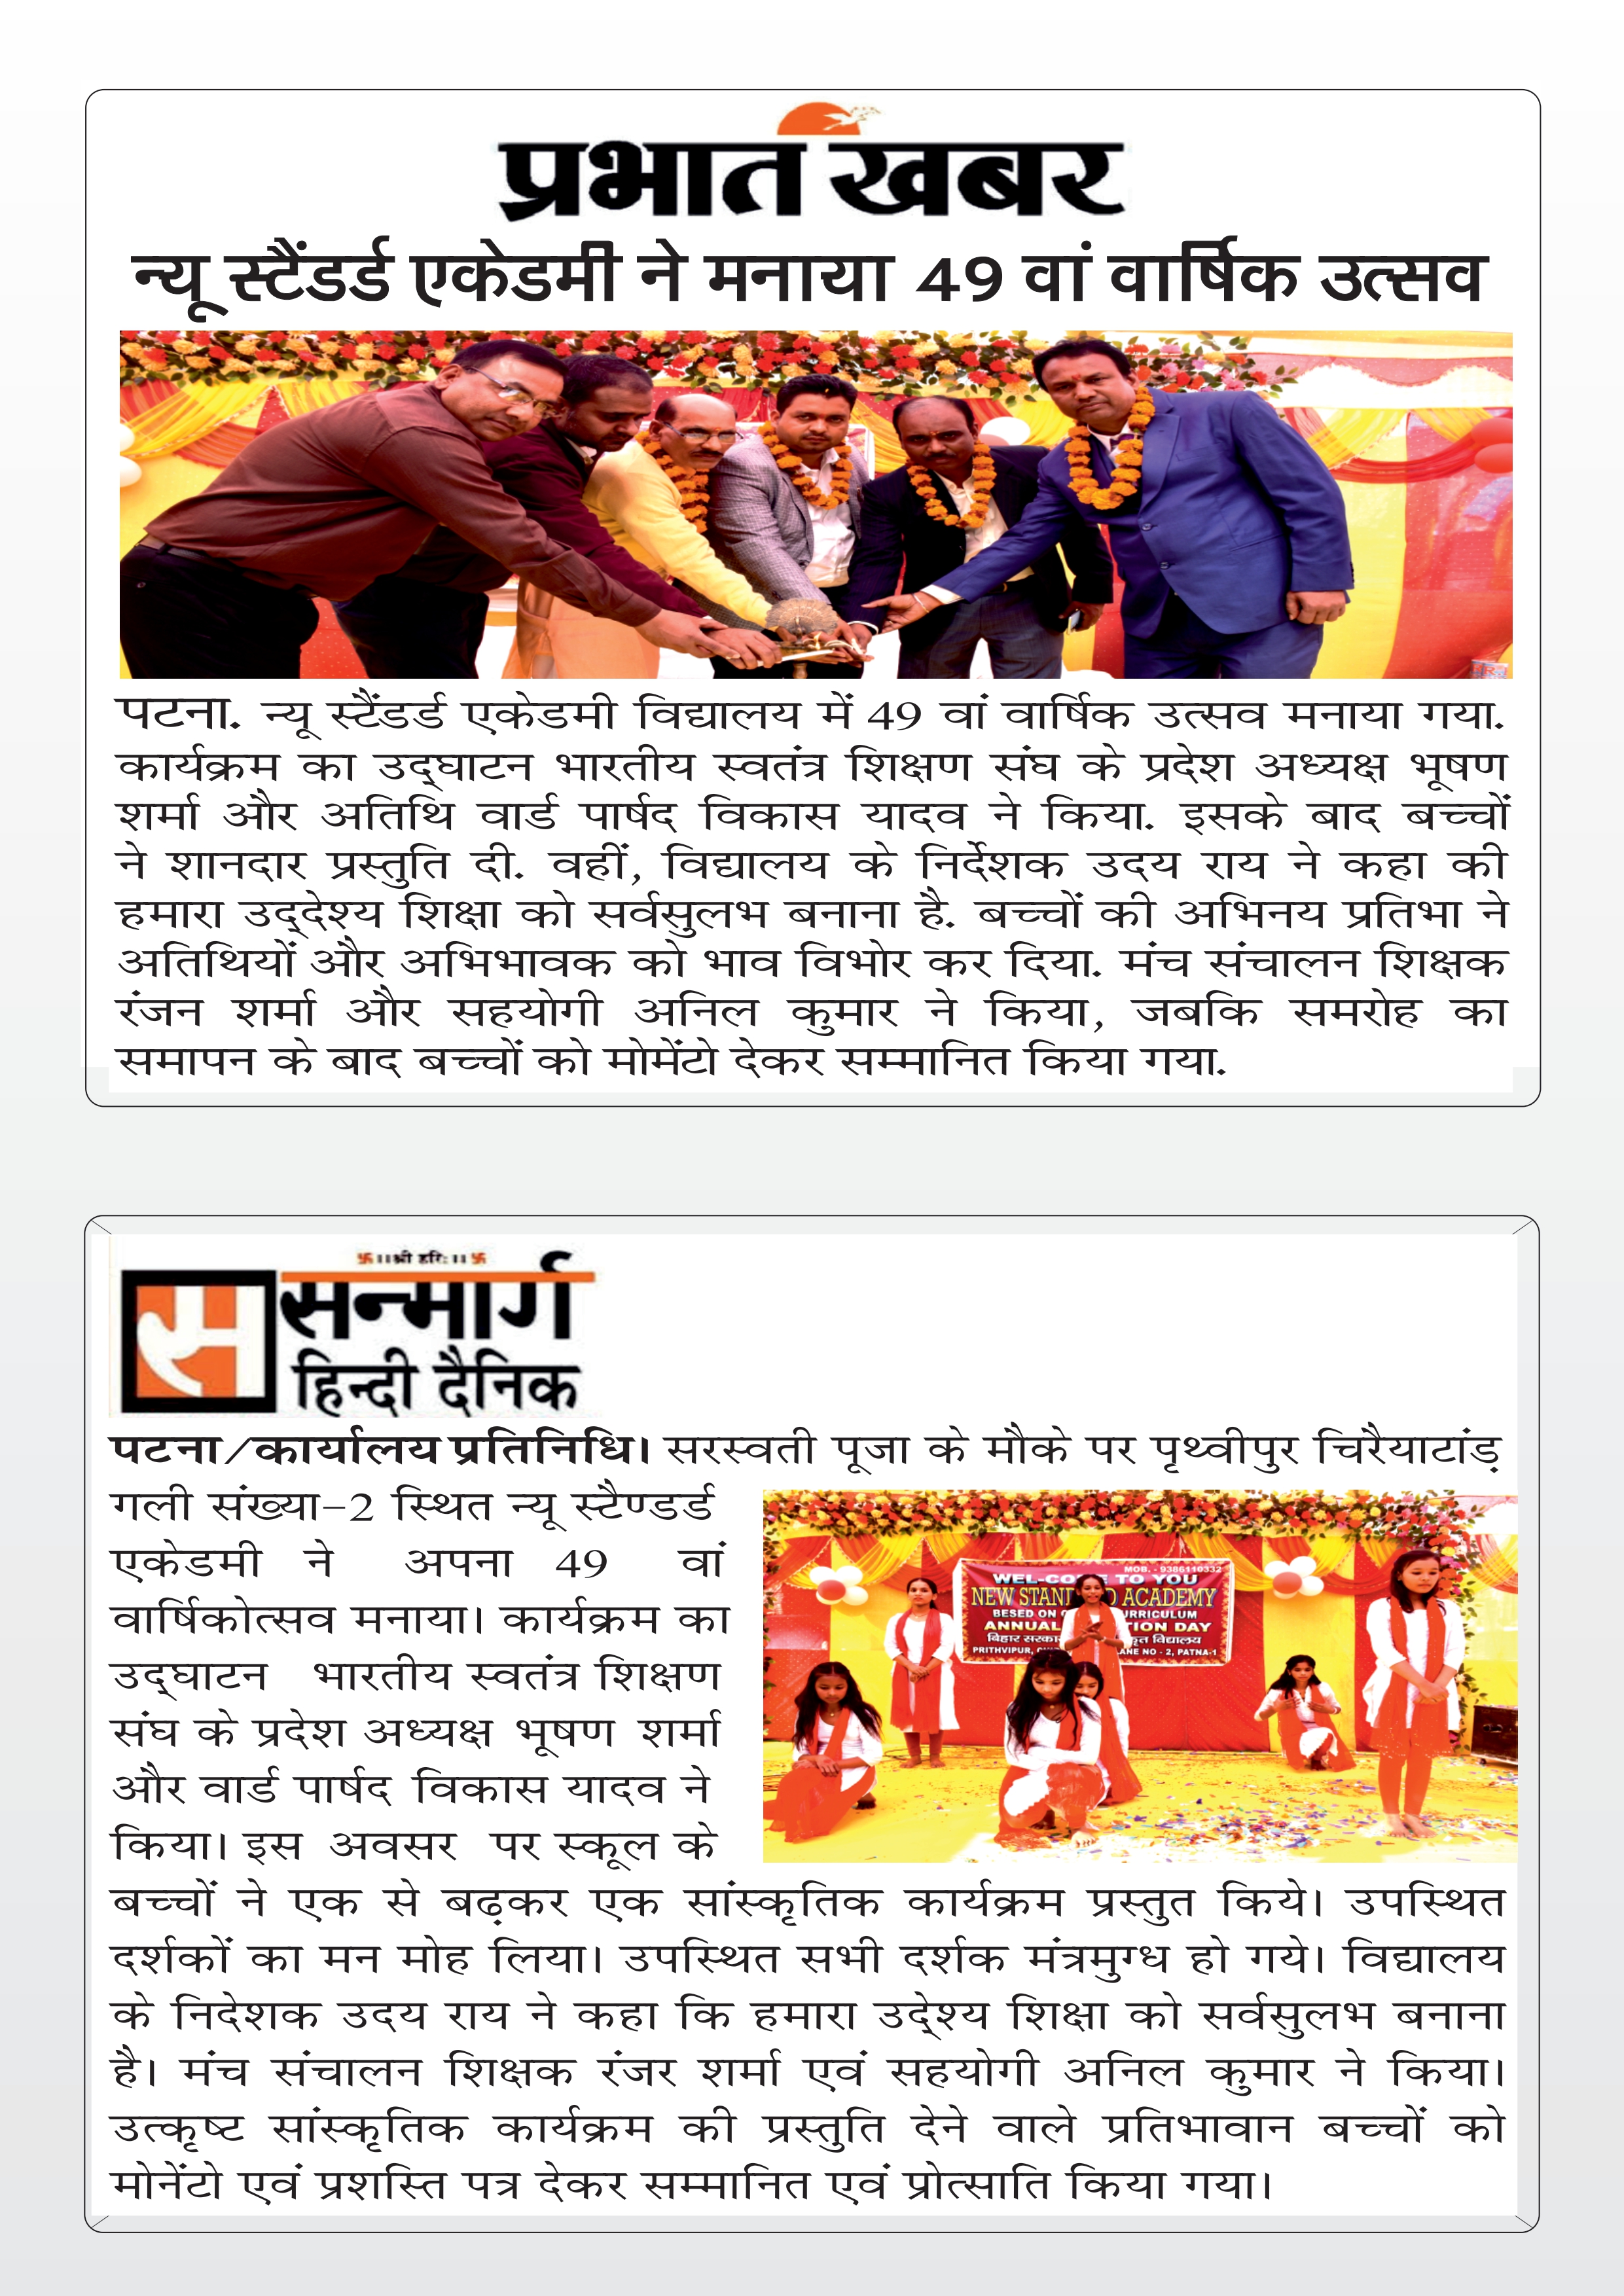 प्रभात खबर
न्यू स्टैंडर्ड एकेडमी ने मनाया 49 वां वार्षिक उत्सव
पटना. न्यू स्टैंडर्ड एकेडमी विद्यालय में 49 वां वार्षिक उत्सव मनाया गया.
कार्यक्रम का उद्‌घाटन भारतीय स्वतंत्र शिक्षण संघ के प्रदेश अध्यक्ष भूषण
शर्मा और अतिथि वार्ड पार्षद विकास यादव ने किया. इसके बाद बच्चों
ने शानदार प्रस्तुति दी. वहीं, विद्यालय के निर्देशक उदय राय ने कहा की
हमारा उद्‌देश्य शिक्षा को सर्वसुलभ बनाना है. बच्चों की अभिनय प्रतिभा ने
अतिथियों और अभिभावक को भाव विभोर कर दिया. मंच संचालन शिक्षक
रंजन शर्मा और सहयोगी अनिल कुमार ने किया, जबकि समरोह का
समापन के बाद बच्चों को मोमेंटो देकर सम्मानित किया गया.
卐 ।।श्री हरि:।। 卐
स सन्मार्ग
हिन्दी दैनिक
पटना/कार्यालय प्रतिनिधि। सरस्वती पूजा के मौके पर पृथ्वीपुर चिरैयाटांड़
गली संख्या-2 स्थित न्यू स्टैण्डर्ड
एकेडमी ने अपना 49 वां
वार्षिकोत्सव मनाया। कार्यक्रम का
उद्‌घाटन भारतीय स्वतंत्र शिक्षण
संघ के प्रदेश अध्यक्ष भूषण शर्मा
और वार्ड पार्षद विकास यादव ने
किया। इस अवसर पर स्कूल के
MOB. - 9386110332
WEL-CO E TO YOU
NEW STAN D ACADEMY
BESED ON URRICULUM
ANNUAL TION DAY
बिहार सरका कृत विद्यालय
PRITHVIPUR, ANE NO - 2, PATNA-1
बच्चों ने एक से बढ़कर एक सांस्कृतिक कार्यक्रम प्रस्तुत किये। उपस्थित
दर्शकों का मन मोह लिया। उपस्थित सभी दर्शक मंत्रमुग्ध हो गये। विद्यालय
के निदेशक उदय राय ने कहा कि हमारा उदे्श्य शिक्षा को सर्वसुलभ बनाना
है। मंच संचालन शिक्षक रंजर शर्मा एवं सहयोगी अनिल कुमार ने किया।
उत्कृष्ट सांस्कृतिक कार्यक्रम की प्रस्तुति देने वाले प्रतिभावान बच्चों को
मोनेंटो एवं प्रशस्ति पत्र देकर सम्मानित एवं प्रोत्साति किया गया।